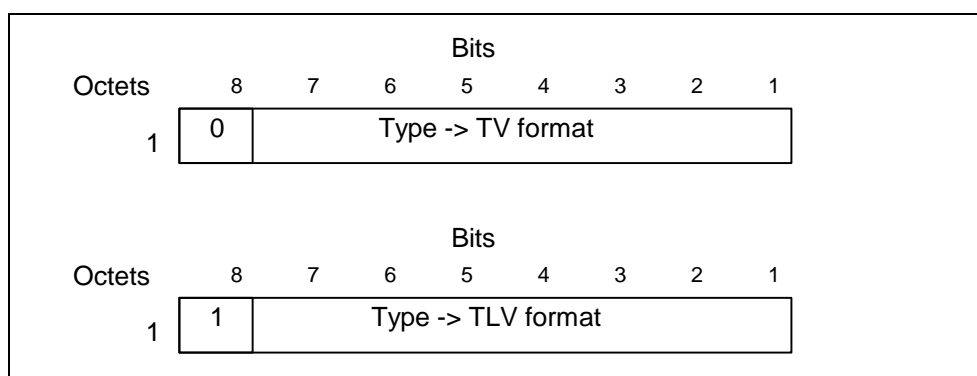 Bits
Octets 8 7 6 5 4 3 2 1
1 0 Type -> TV format
Bits
Octets 8 7 6 5 4 3 2 1
1 1 Type -> TLV format